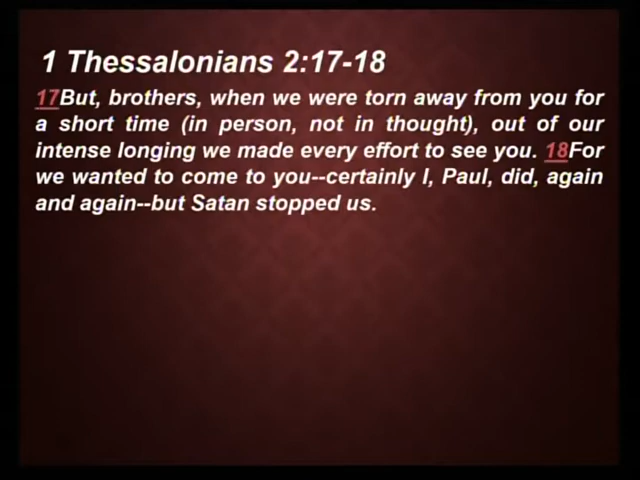 1 Thessalonians 2:17-18
17But, brothers, when we were torn away from you for
a short time (in person, not in thought), out of our
intense longing we made every effort to see you. 18For
we wanted to come to you--certainly I, Paul, did, again
and again--but Satan stopped us.